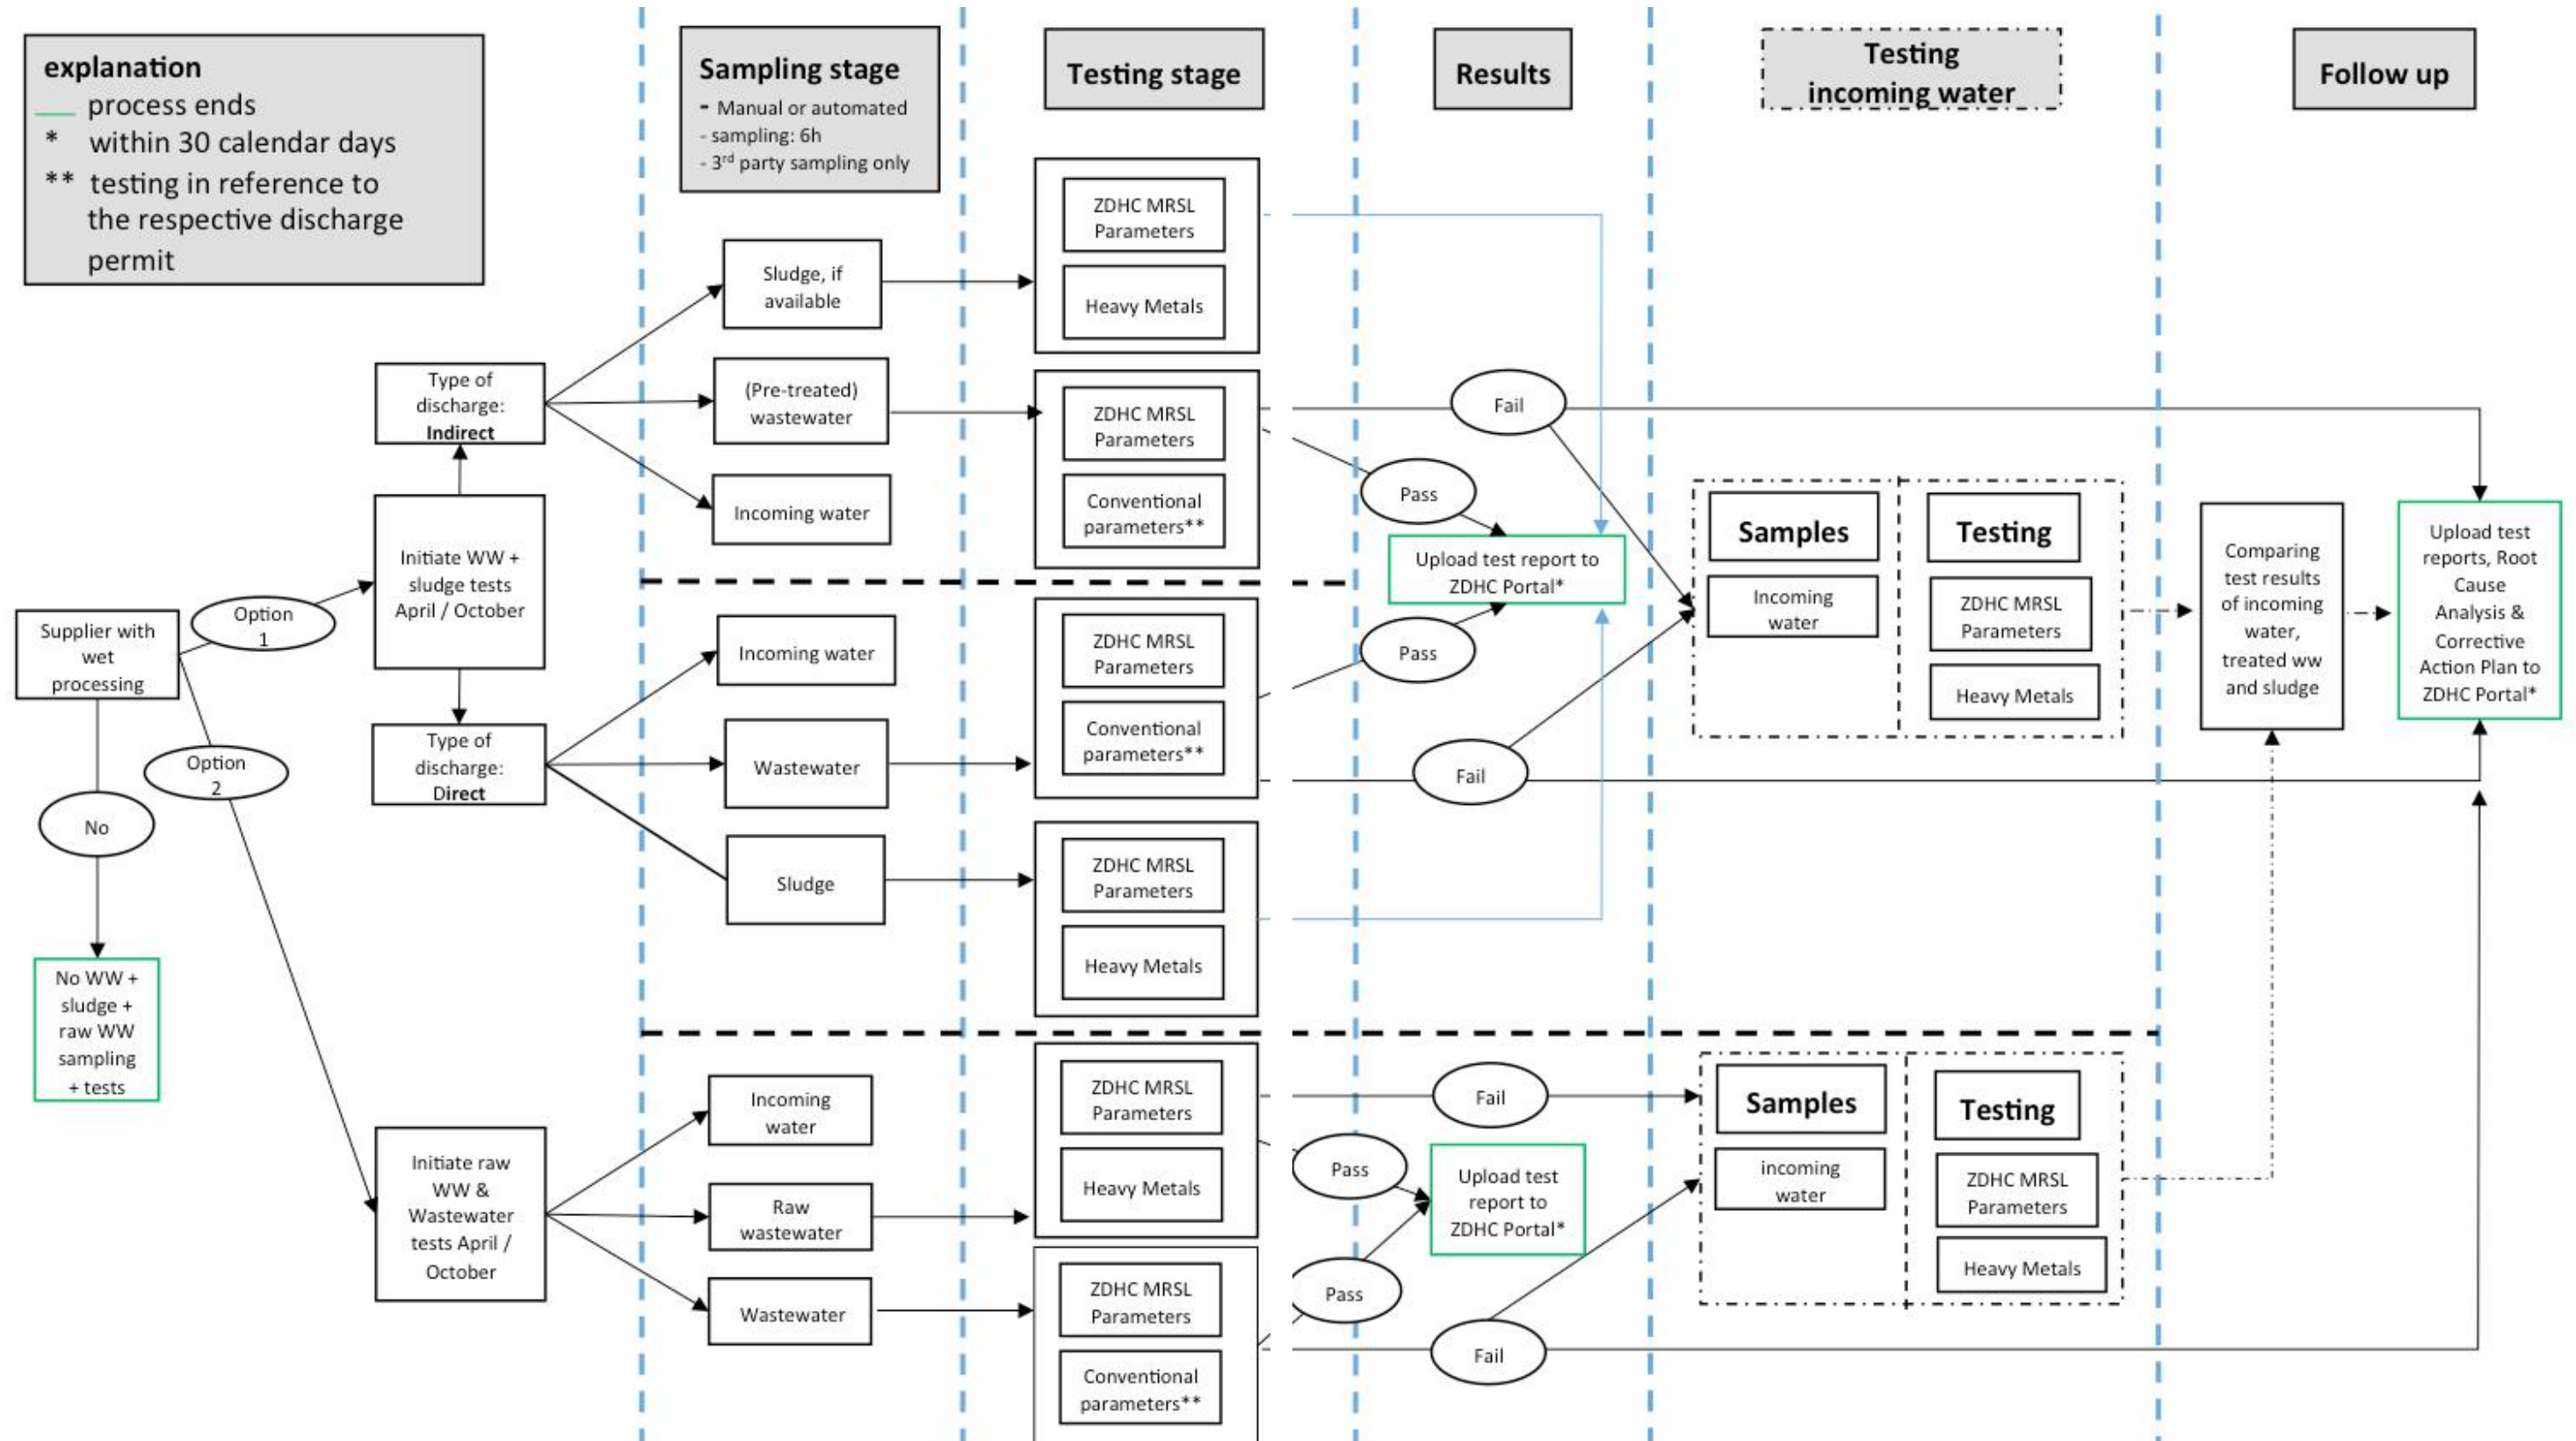 explanation
process ends
* within 30 calendar days
** testing in reference to
the respective discharge
permit
Sampling stage
- Manual or automated
- sampling: 6h
- 3rd party sampling only
Testing stage
Results
Testing
incoming water
Follow up
Supplier with
wet
processing
Option
1
Option
2
No
No WW +
sludge +
raw WW
sampling
+ tests
Type of
discharge:
Indirect
Initiate WW +
sludge tests
April / October
Type of
discharge:
Direct
Initiate raw
WW &
Wastewater
tests April /
October
Sludge, if
available
(Pre-treated)
wastewater
Incoming water
Incoming water
Wastewater
Sludge
Incoming
water
Raw
wastewater
Wastewater
ZDHC MRSL
Parameters
Heavy Metals
ZDHC MRSL
Parameters
Conventional
parameters**
ZDHC MRSL
Parameters
Conventional
parameters**
ZDHC MRSL
Parameters
Heavy Metals
ZDHC MRSL
Parameters
Heavy Metals
ZDHC MRSL
Parameters
Conventional
parameters**
Fail
Pass
Upload test report to
ZDHC Portal*
Pass
Fail
Fail
Pass
Upload test
report to
ZDHC Portal*
Pass
Fail
Samples
Incoming
water
Testing
ZDHC MRSL
Parameters
Heavy Metals
Samples
incoming
water
Testing
ZDHC MRSL
Parameters
Heavy Metals
Comparing
test results
of incoming
water,
treated ww
and sludge
Upload test
reports, Root
Cause
Analysis &
Corrective
Action Plan to
ZDHC Portal*